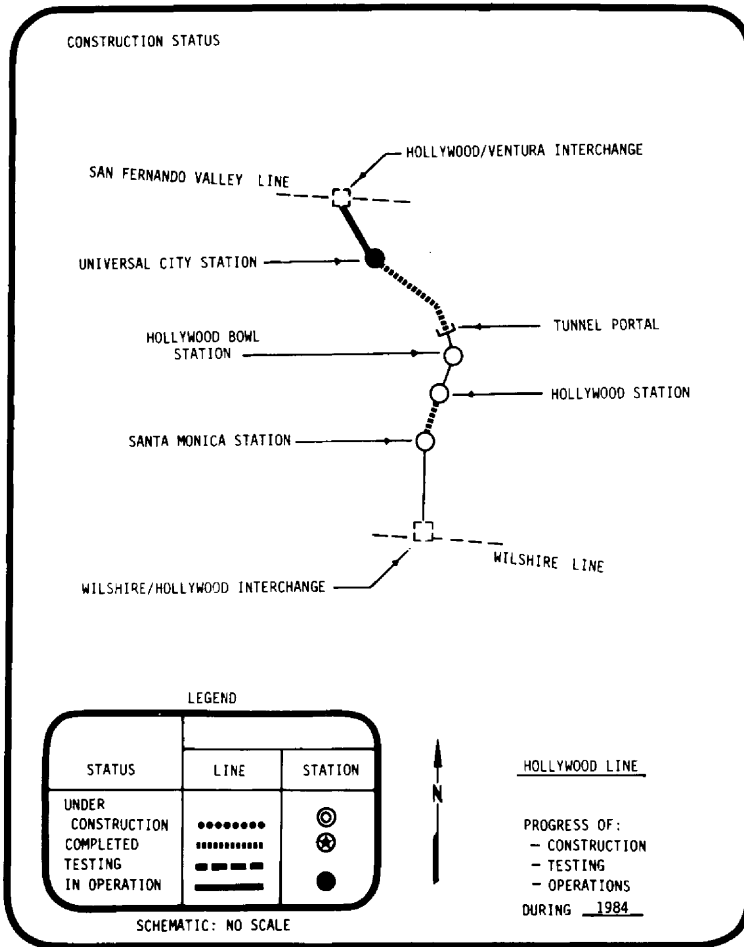 CONSTRUCTION STATUS
HOLLYWOOD/VENTURA INTERCHANGE
SAN FERNANDO VALLEY LINE
UNIVERSAL CITY STATION
TUNNEL PORTAL
HOLLYWOOD BOWL
STATION
HOLLYWOOD STATION
SANTA MONICA STATION
WILSHIRE LINE
WILSHIRE/HOLLYWOOD INTERCHANGE
LEGEND
STATUS LINE STATION
UNDER
CONSTRUCTION
COMPLETED
TESTING
IN OPERATION
SCHEMATIC: NO SCALE
N
HOLLYWOOD LINE
PROGRESS OF:
- CONSTRUCTION
- TESTING
- OPERATIONS
DURING 1984